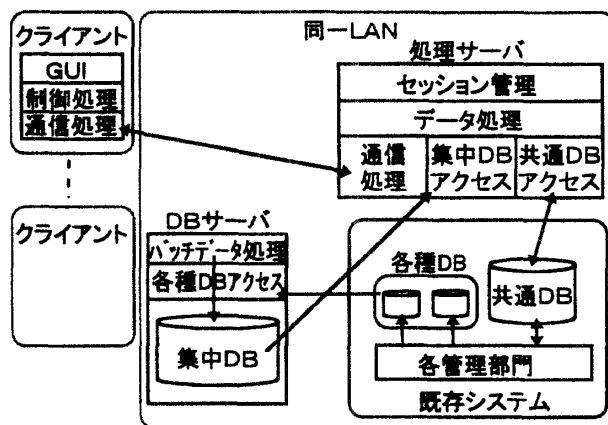 クライアント
GUI
制御処理
通信処理
クライアント
同一LAN
処理サーバ
セッション管理
データ処理
通信
処理
集中DB
アクセス
共通DB
アクセス
DBサーバ
バッチデータ処理
各種DBアクセス
集中DB
各種DB
共通DB
各管理部門
既存システム